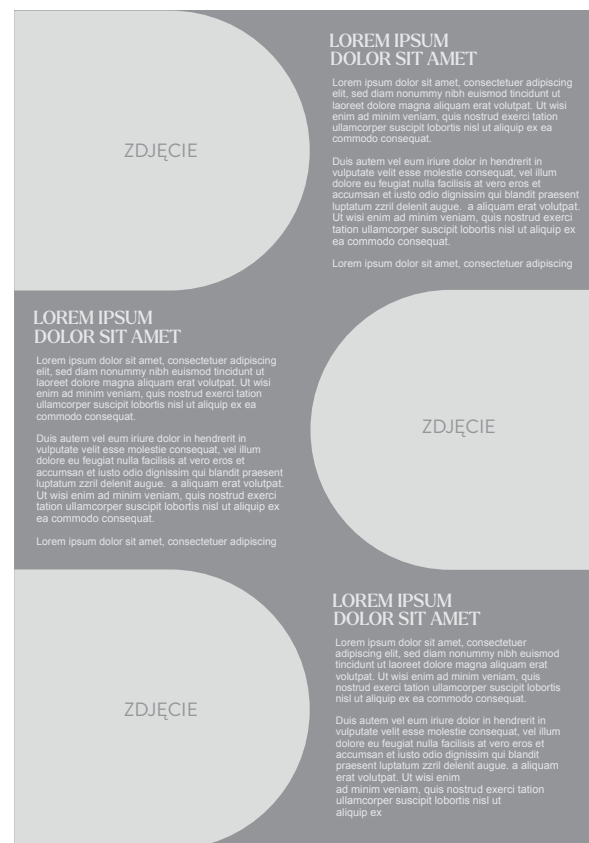 ZDJĘCIE
LOREM IPSUM
DOLOR SIT AMET
Lorem ipsum dolor sit amet, consectetuer adipiscing
elit, sed diam nonummy nibh euismod tincidunt ut
laoreet dolore magna aliquam erat volutpat. Ut wisi
enim ad minim veniam, quis nostrud exerci tation
ullamcorper suscipit lobortis nisl ut aliquip ex ea
commodo consequat.
Duis autem vel eum iriure dolor in hendrerit in
vulputate velit esse molestie consequat, vel illum
dolore eu feugiat nulla facilisis at vero eros et
accumsan et iusto odio dignissim qui blandit praesent
luptatum zzril delenit augue.  a aliquam erat volutpat.
Ut wisi enim ad minim veniam, quis nostrud exerci
tation ullamcorper suscipit lobortis nisl ut aliquip ex
ea commodo consequat.
Lorem ipsum dolor sit amet, consectetuer adipiscing
LOREM IPSUM
DOLOR SIT AMET
Lorem ipsum dolor sit amet, consectetuer adipiscing
elit, sed diam nonummy nibh euismod tincidunt ut
laoreet dolore magna aliquam erat volutpat. Ut wisi
enim ad minim veniam, quis nostrud exerci tation
ullamcorper suscipit lobortis nisl ut aliquip ex ea
commodo consequat.
Duis autem vel eum iriure dolor in hendrerit in
vulputate velit esse molestie consequat, vel illum
dolore eu feugiat nulla facilisis at vero eros et
accumsan et iusto odio dignissim qui blandit praesent
luptatum zzril delenit augue.  a aliquam erat volutpat.
Ut wisi enim ad minim veniam, quis nostrud exerci
tation ullamcorper suscipit lobortis nisl ut aliquip ex
ea commodo consequat.
Lorem ipsum dolor sit amet, consectetuer adipiscing
ZDJĘCIE
ZDJĘCIE
LOREM IPSUM
DOLOR SIT AMET
Lorem ipsum dolor sit amet, consectetuer
adipiscing elit, sed diam nonummy nibh euismod
tincidunt ut laoreet dolore magna aliquam erat
volutpat. Ut wisi enim ad minim veniam, quis
nostrud exerci tation ullamcorper suscipit lobortis
nisl ut aliquip ex ea commodo consequat.
Duis autem vel eum iriure dolor in hendrerit in
vulputate velit esse molestie consequat, vel illum
dolore eu feugiat nulla facilisis at vero eros et
accumsan et iusto odio dignissim qui blandit
praesent luptatum zzril delenit augue. a aliquam
erat volutpat. Ut wisi enim
ad minim veniam, quis nostrud exerci tation
ullamcorper suscipit lobortis nisl ut
aliquip ex